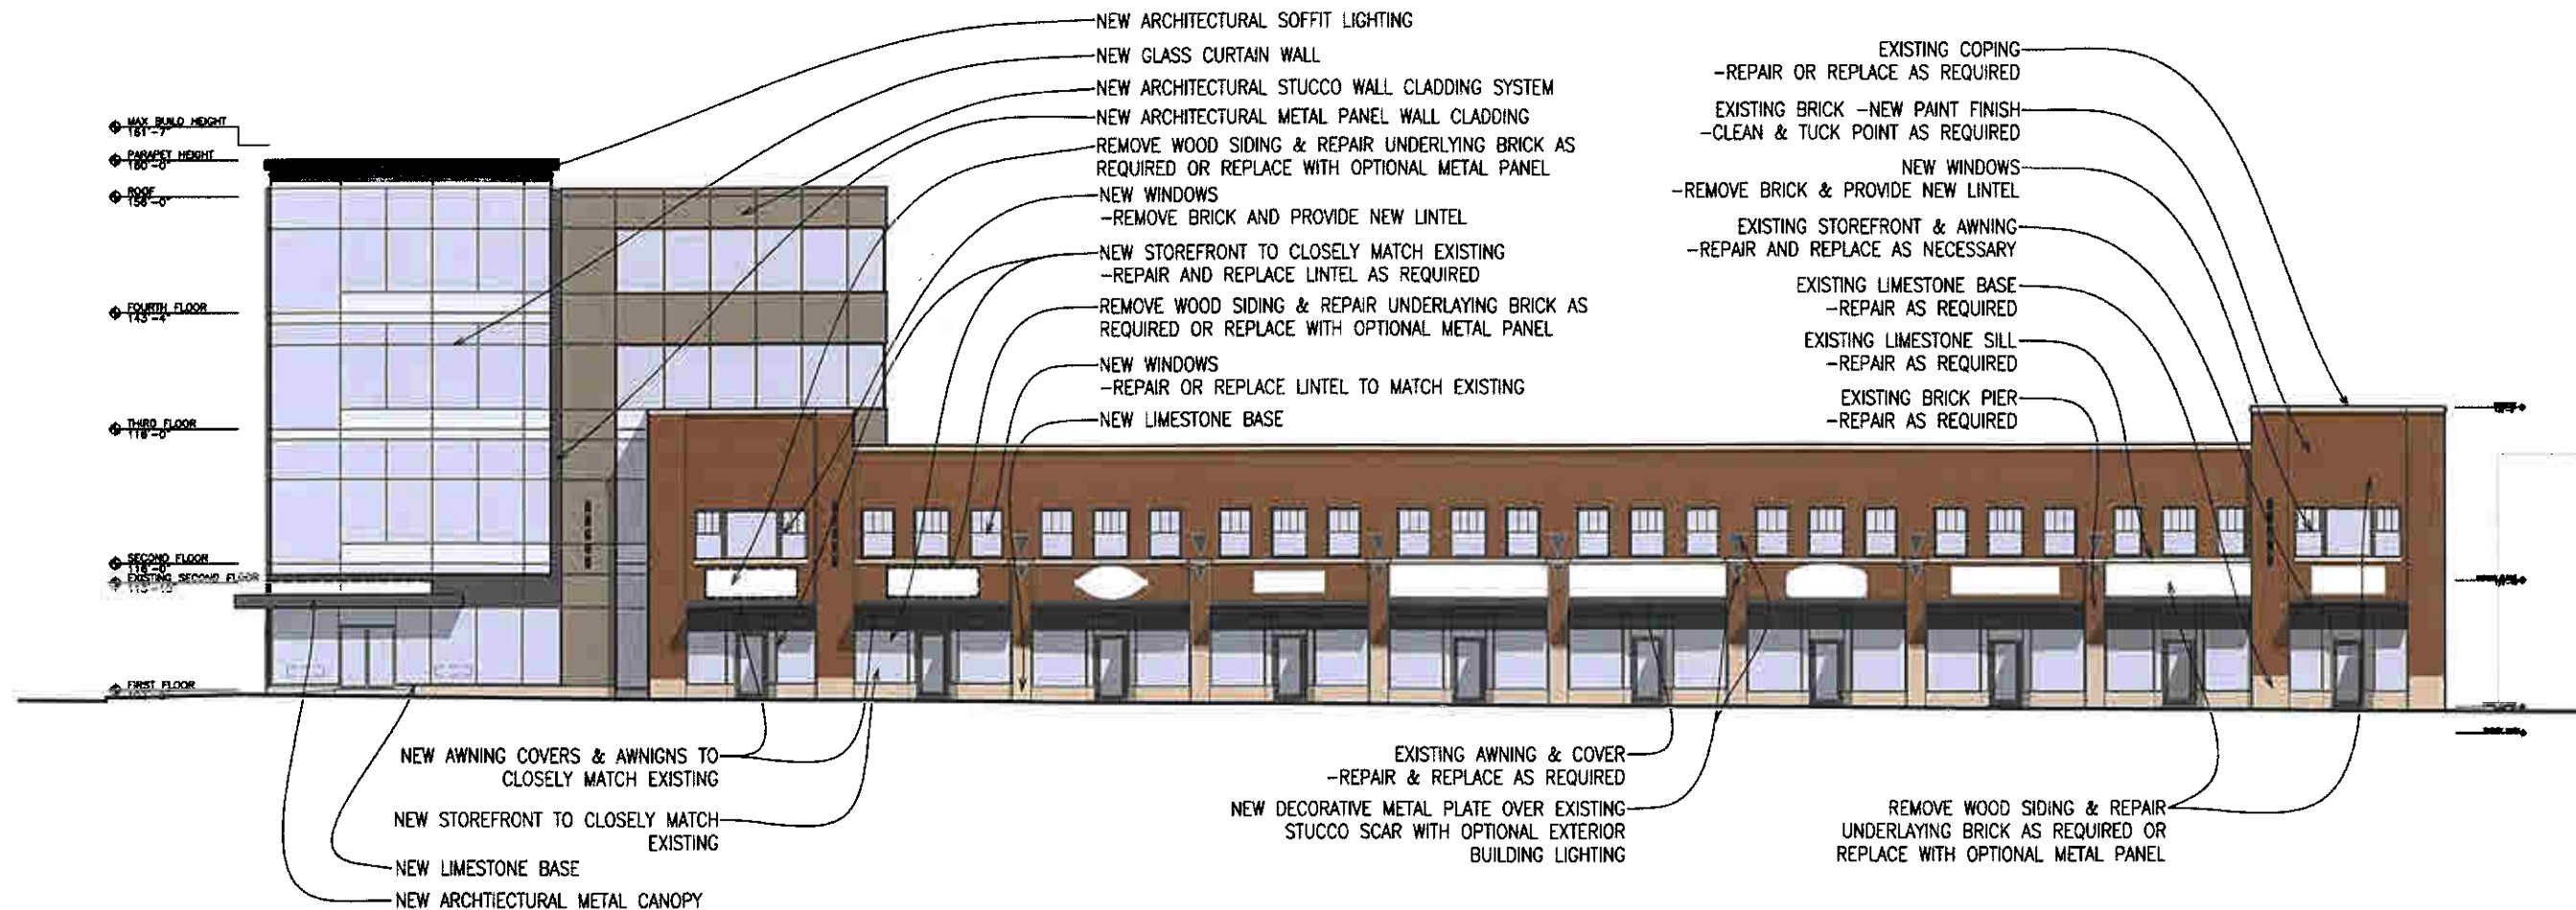 NEW ARCHITECTURAL SOFFIT LIGHTING
NEW GLASS CURTAIN WALL
NEW ARCHITECTURAL STUCCO WALL CLADDING SYSTEM
NEW ARCHITECTURAL METAL PANEL WALL CLADDING
REMOVE WOOD SIDING & REPAIR UNDERLYING BRICK AS
REQUIRED OR REPLACE WITH OPTIONAL METAL PANEL
NEW WINDOWS
-REMOVE BRICK AND PROVIDE NEW LINTEL
NEW STOREFRONT TO CLOSELY MATCH EXISTING
-REPAIR AND REPLACE LINTEL AS REQUIRED
REMOVE WOOD SIDING & REPAIR UNDERLAYING BRICK AS
REQUIRED OR REPLACE WITH OPTIONAL METAL PANEL
NEW WINDOWS
-REPAIR OR REPLACE LINTEL TO MATCH EXISTING
NEW LIMESTONE BASE
EXISTING COPING
-REPAIR OR REPLACE AS REQUIRED
EXISTING BRICK -NEW PAINT FINISH
-CLEAN & TUCK POINT AS REQUIRED
NEW WINDOWS
-REMOVE BRICK & PROVIDE NEW LINTEL
EXISTING STOREFRONT & AWNING
-REPAIR AND REPLACE AS NECESSARY
EXISTING LIMESTONE BASE
-REPAIR AS REQUIRED
EXISTING LIMESTONE SILL
-REPAIR AS REQUIRED
EXISTING BRICK PIER
-REPAIR AS REQUIRED
MAX BUILD HEIGHT
161'-7"
PARAPET HEIGHT
160'-0"
ROOF
156'-0"
FOURTH FLOOR
143'-4"
THIRD FLOOR
SECOND FLOOR
EXISTING SECOND FLOOR
FIRST FLOOR
NEW AWNING COVERS & AWNIGNS TO
CLOSELY MATCH EXISTING
NEW STOREFRONT TO CLOSELY MATCH
EXISTING
NEW LIMESTONE BASE
NEW ARCHTIECTURAL METAL CANOPY
EXISTING AWNING & COVER
-REPAIR & REPLACE AS REQUIRED
NEW DECORATIVE METAL PLATE OVER EXISTING
STUCCO SCAR WITH OPTIONAL EXTERIOR
BUILDING LIGHTING
REMOVE WOOD SIDING & REPAIR
UNDERLAYING BRICK AS REQUIRED OR
REPLACE WITH OPTIONAL METAL PANEL